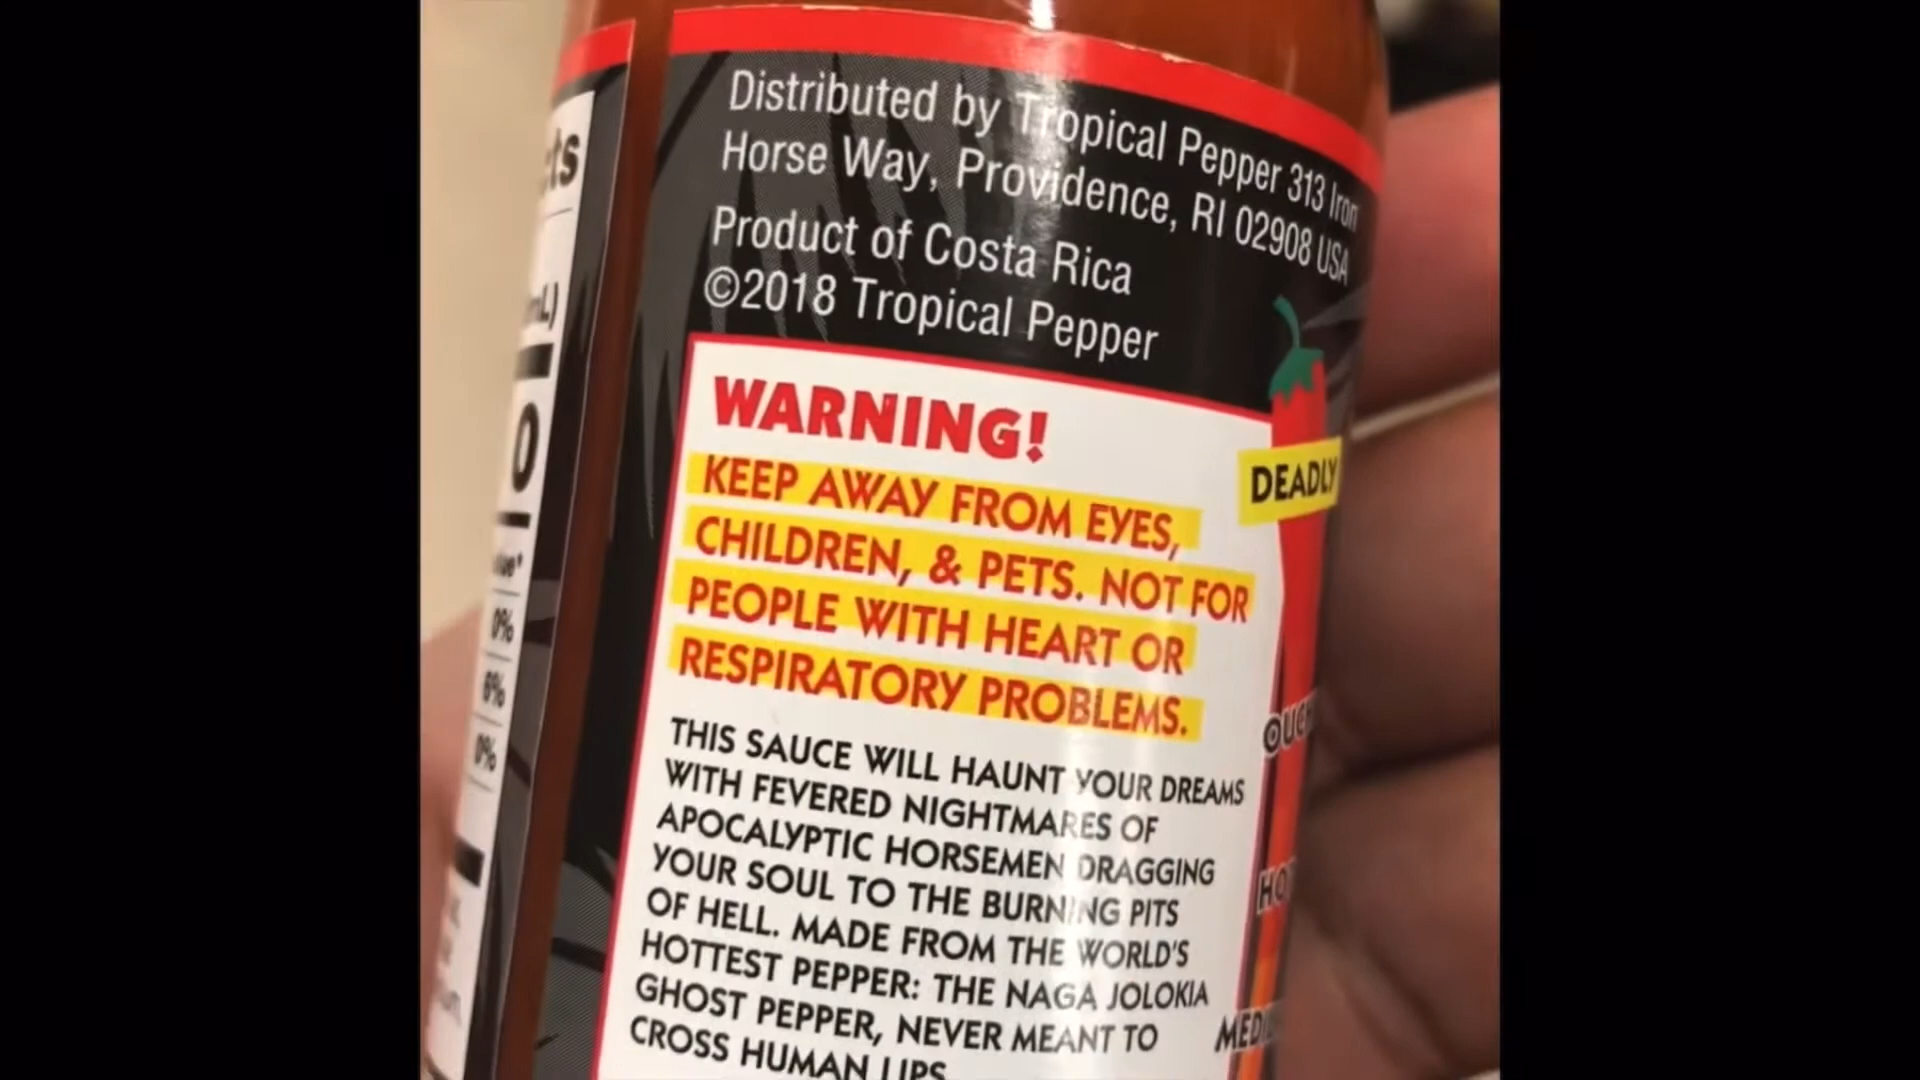 Distributed by Tropical Pepper 313 Iron
Horse Way, Providence, RI 02908 USA
Product of Costa Rica
©2018 Tropical Pepper
WARNING!
KEEP AWAY FROM EYES,
CHILDREN, & PETS. NOT FOR
PEOPLE WITH HEART OR
RESPIRATORY PROBLEMS.
THIS SAUCE WILL HAUNT YOUR DREAMS
WITH FEVERED NIGHTMARES OF
APOCALYPTIC HORSEMEN DRAGGING
YOUR SOUL TO THE BURNING PITS
OF HELL. MADE FROM THE WORLD'S
HOTTEST PEPPER: THE NAGA JOLOKIA
GHOST PEPPER, NEVER MEANT TO
CROSS HUMAN LIPS
DEADLY
0%
6%
0%